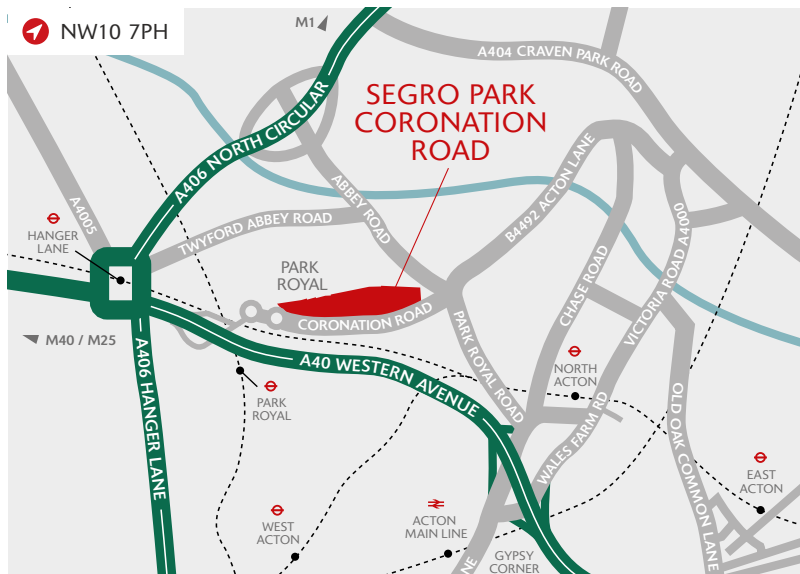 NW10 7PH
M1
A404 CRAVEN PARK ROAD
SEGRO PARK
CORONATION
ROAD
A406 NORTH CIRCULAR
ABBEY ROAD
B4492 ACTON LANE
A4005
TWYFORD ABBEY ROAD
HANGER
LANE
PARK
ROYAL
CORONATION ROAD
CHASE ROAD
VICTORIA ROAD A4000
M40 / M25
A406 HANGER LANE
A40 WESTERN AVENUE
PARK ROYAL ROAD
PARK
ROYAL
NORTH
ACTON
WALES FARM RD
OLD OAK COMMON LANE
EAST
ACTON
WEST
ACTON
ACTON
MAIN LINE
GYPSY
CORNER
NE